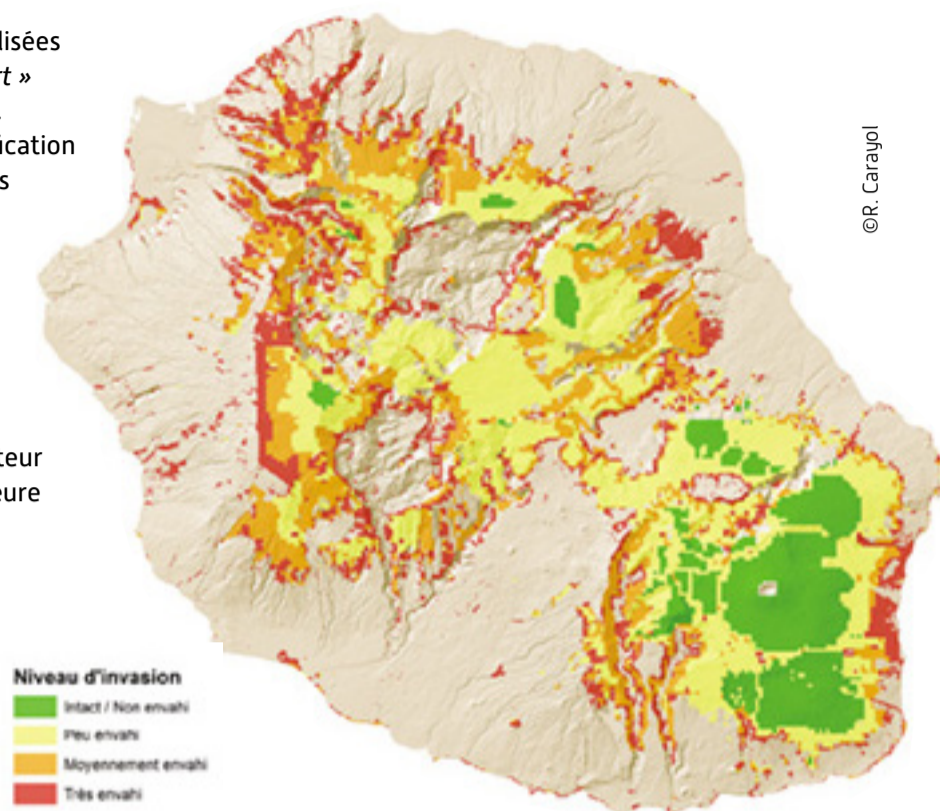 lisées
rt »
ication
s
teur
eure
©R. Carayol
Niveau d'invasion
Intact / Non envahi
Peu envahi
Moyennement envahi
Très envahi